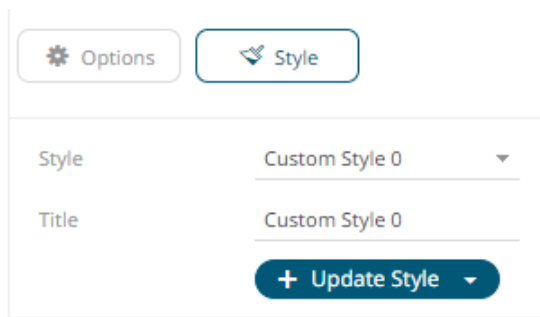 Options Style
Style Custom Style 0
Title Custom Style 0
+ Update Style